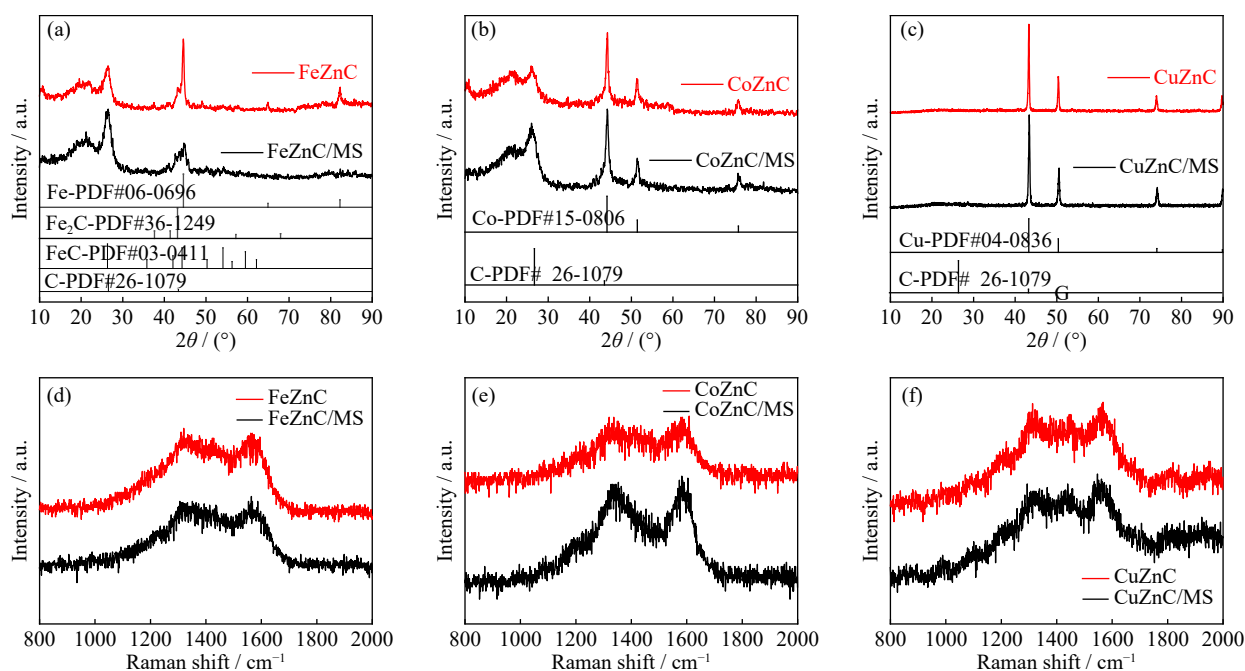 (a)
FeZnC
FeZnC/MS
Fe-PDF#06-0696
Fe₂C-PDF#36-1249
FeC-PDF#03-0411
C-PDF#26-1079
Intensity / a.u.
10 20 30 40 50 60 70 80 90
2θ / (°)
(b)
CoZnC
CoZnC/MS
Co-PDF#15-0806
C-PDF# 26-1079
Intensity / a.u.
10 20 30 40 50 60 70 80 90
2θ / (°)
(c)
CuZnC
CuZnC/MS
Cu-PDF#04-0836
C-PDF# 26-1079
G
Intensity / a.u.
10 20 30 40 50 60 70 80 90
2θ / (°)
(d)
FeZnC
FeZnC/MS
Intensity / a.u.
800 1000 1200 1400 1600 1800 2000
Raman shift / cm⁻¹
(e)
CoZnC
CoZnC/MS
Intensity / a.u.
800 1000 1200 1400 1600 1800 2000
Raman shift / cm⁻¹
(f)
CuZnC
CuZnC/MS
Intensity / a.u.
800 1000 1200 1400 1600 1800 2000
Raman shift / cm⁻¹